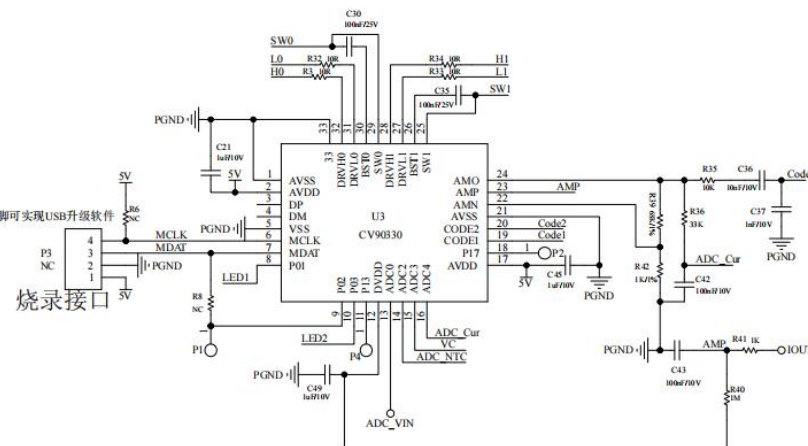 C30
100nF/25V
SW0
L0 R32 10R R34 10R H1
H0 R3 10R R33 10R L1
C35 SW1
100nF/25V
PGND
33 32 31 30 29 28 27 26 25
C21
1uF/10V
5V
33 DRVH0 DRVL0 BST0 SW0 DRVH1 DRVL1 BST1 SW1
1 AVSS
2 AVDD
3 DP
4 DM
PGND 5 VSS
MCLK 6 MCLK
MDAT 7 MDAT
LED1 8 P01
U3
CV90330
AMO 24
AMP 23 AMP
AMN 22
AVSS 21
CODE2 20 Code2
CODE1 19 Code1
P17 18 1 P2
AVDD 17
5V
C45
1uF/10V
PGND
P02 P03 P13 DVDD ADC0 ADC2 ADC3 ADC4
9 10 11 12 13 14 15 16
R35
10K
C36
10nF/10V
Code
C37
1nF/10V
PGND
R39 68K/1%
R36
33K
ADC_Cur
R42
1K/1%
C42
100nF/10V
5V
R6
NC
脚可实现USB升级软件
P3
NC
4
3
2
1
PGND
5V
烧录接口
R8
NC
1
P1
LED2
1
P4
ADC_Cur
VC
ADC_NTC
PGND
C49
1uF/10V
ADC_VIN
PGND
C43
100nF/10V
AMP
R41 1K
IOU
R40
1M